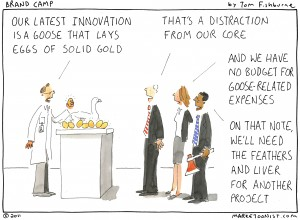 BRAND CAMP
by Tom Fishburne
OUR LATEST INNOVATION
IS A GOOSE THAT LAYS
EGGS OF SOLID GOLD
THAT'S A DISTRACTION
FROM OUR CORE
AND WE HAVE
NO BUDGET FOR
GOOSE-RELATED
EXPENSES
ON THAT NOTE,
WE'LL NEED
THE FEATHERS
AND LIVER
FOR ANOTHER
PROJECT
© 2011
MARKETOONIST.COM